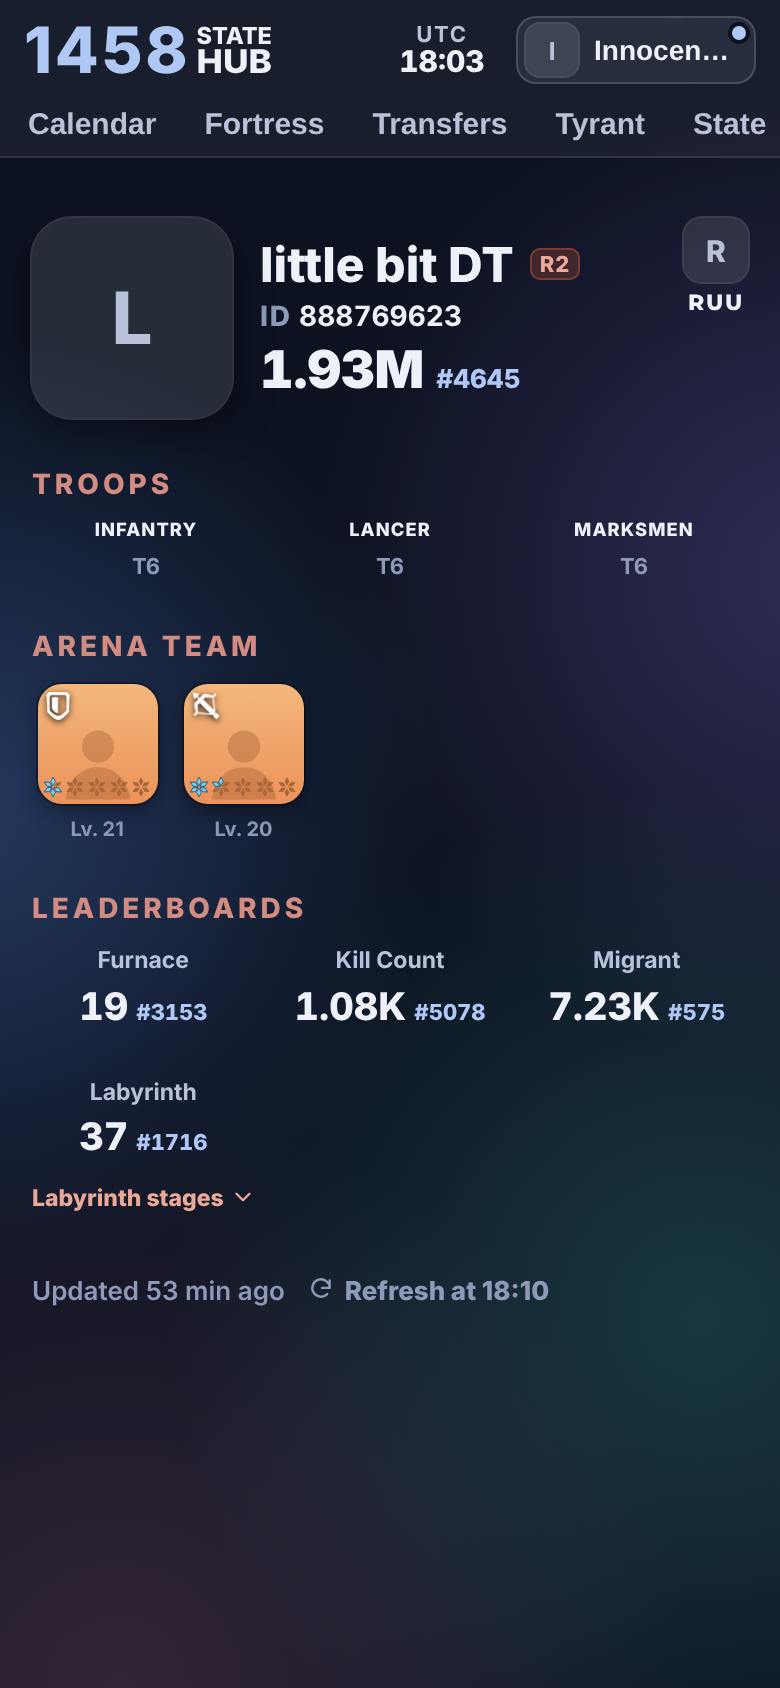 1458 STATE HUB
UTC
18:03
I Innocen...
Calendar Fortress Transfers Tyrant State
L
little bit DT R2
ID 888769623
1.93M #4645
R
RUU
TROOPS
INFANTRY LANCER MARKSMEN
T6 T6 T6
ARENA TEAM
Lv. 21 Lv. 20
LEADERBOARDS
Furnace Kill Count Migrant
19 #3153 1.08K #5078 7.23K #575
Labyrinth
37 #1716
Labyrinth stages
Updated 53 min ago Refresh at 18:10